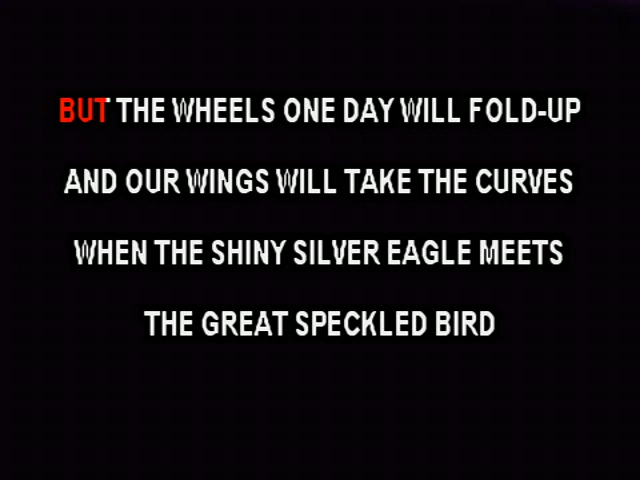 BUT THE WHEELS ONE DAY WILL FOLD-UP
AND OUR WINGS WILL TAKE THE CURVES
WHEN THE SHINY SILVER EAGLE MEETS
THE GREAT SPECKLED BIRD